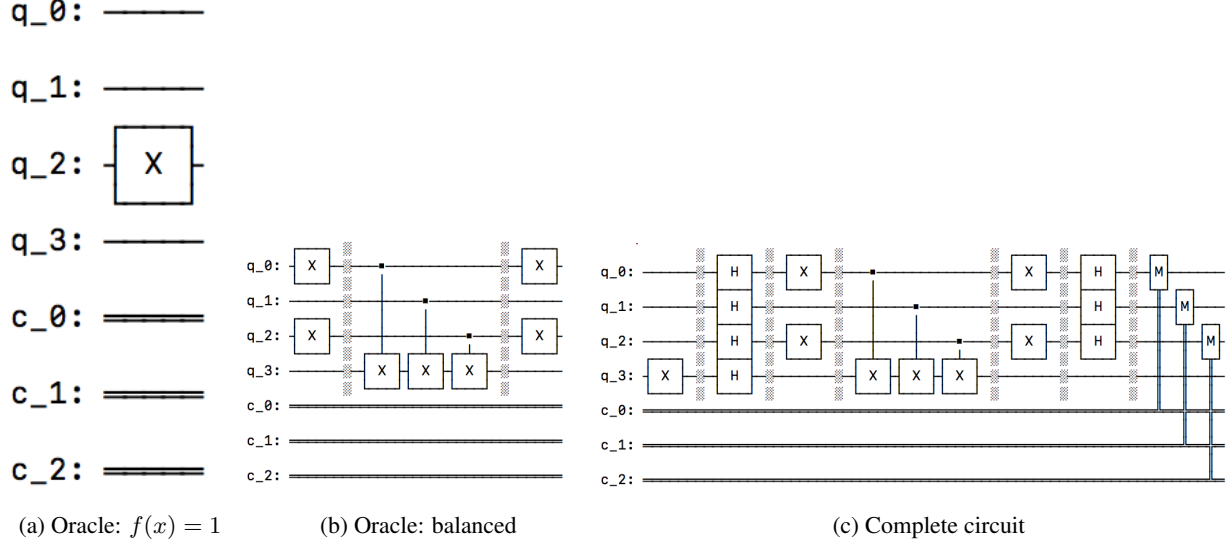 q_0:
q_1:
q_2: X
q_3:
c_0:
c_1:
c_2:
(a) Oracle: f(x) = 1
q_0: X X
q_1:
q_2: X X
q_3: X X X
c_0:
c_1:
c_2:
(b) Oracle: balanced
q_0: H X X H M
q_1: H H M
q_2: H X X H M
q_3: X H X X X
c_0:
c_1:
c_2:
(c) Complete circuit